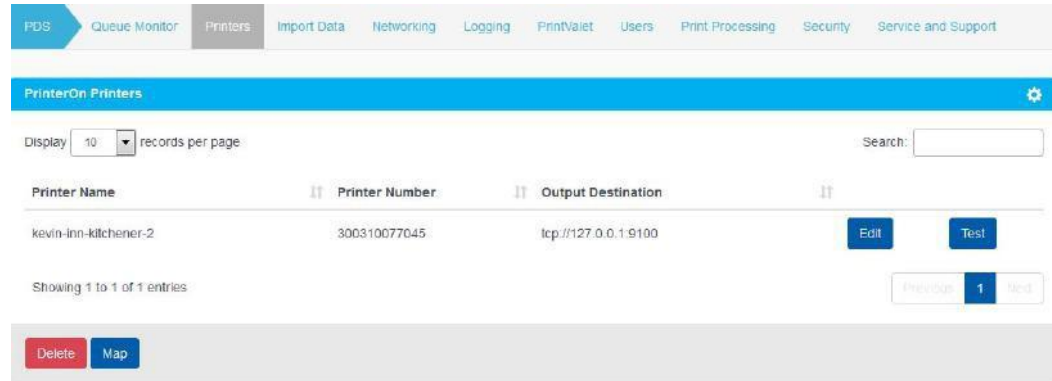 PDS Queue Monitor Printers Import Data Networking Logging PrintValet Users Print Processing Security Service and Support
PrinterOn Printers
Display 10 records per page Search:
Printer Name Printer Number Output Destination
kevin-inn-kitchener-2 300310077045 tcp://127.0.0.1:9100 Edit Test
Showing 1 to 1 of 1 entries Previous 1 Next
Delete Map